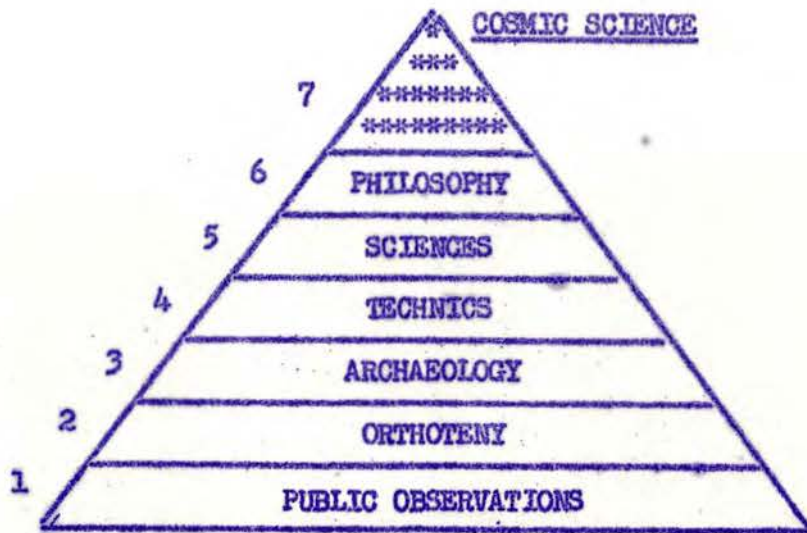 * COSMIC SCIENCE
***
7 *******
*********
6 PHILOSOPHY
5 SCIENCES
4 TECHNICS
3 ARCHAEOLOGY
2 ORTHOTENY
1 PUBLIC OBSERVATIONS